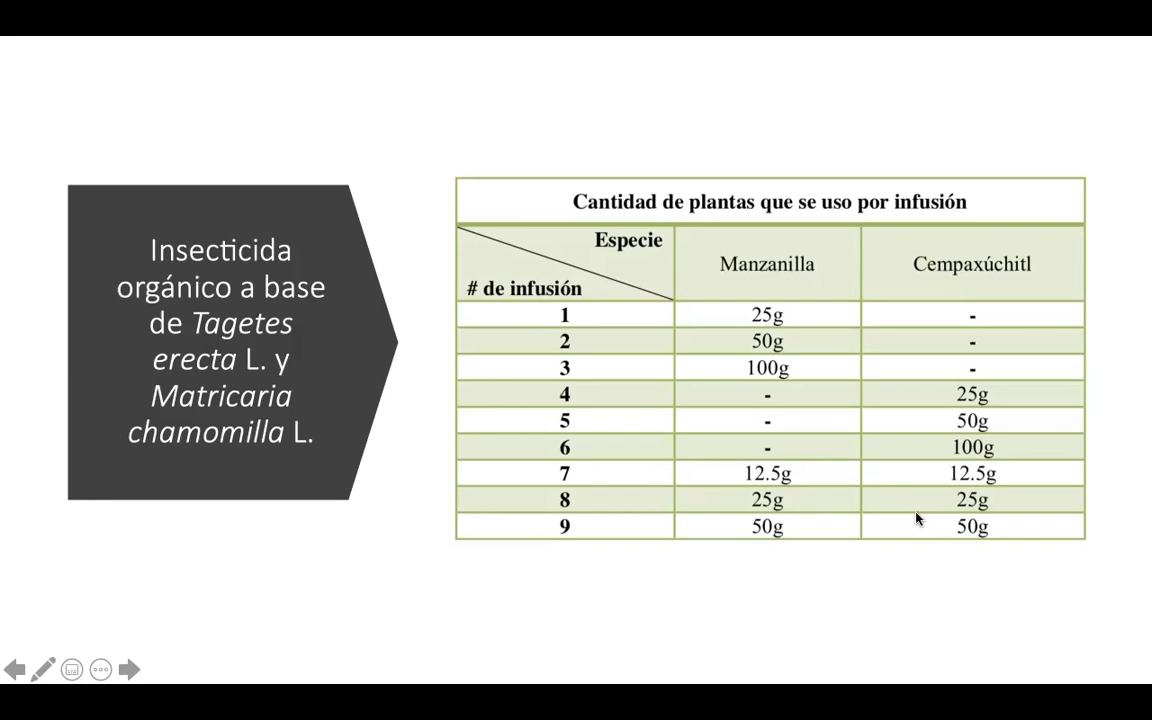 Insecticida
orgánico a base
de Tagetes
erecta L. y
Matricaria
chamomilla L.
Cantidad de plantas que se uso por infusión
Especie
# de infusión
Manzanilla
Cempaxúchitl
1 25g -
2 50g -
3 100g -
4 - 25g
5 - 50g
6 - 100g
7 12.5g 12.5g
8 25g 25g
9 50g 50g